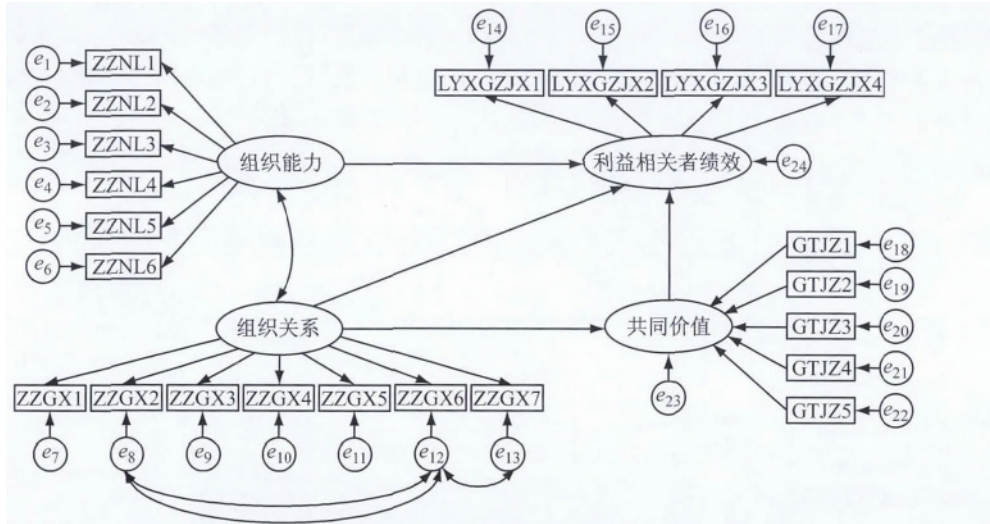 e14 e15 e16 e17
LYXGZJX1 LYXGZJX2 LYXGZJX3 LYXGZJX4
e1 ZZNL1
e2 ZZNL2
e3 ZZNL3
e4 ZZNL4
e5 ZZNL5
e6 ZZNL6
组织能力
利益相关者绩效
e24
组织关系
共同价值
e23
GTJZ1 e18
GTJZ2 e19
GTJZ3 e20
GTJZ4 e21
GTJZ5 e22
ZZGX1 ZZGX2 ZZGX3 ZZGX4 ZZGX5 ZZGX6 ZZGX7
e7 e8 e9 e10 e11 e12 e13